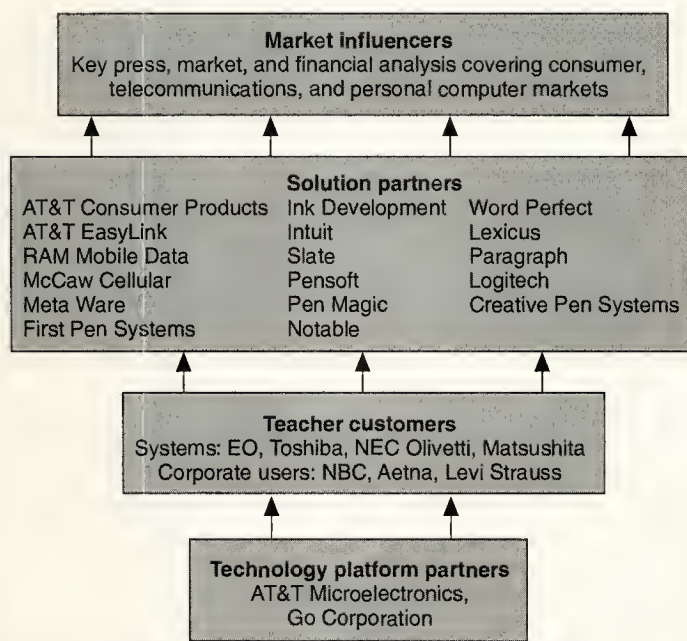 Market influencers
Key press, market, and financial analysis covering consumer,
telecommunications, and personal computer markets
Solution partners
AT&T Consumer Products
AT&T EasyLink
RAM Mobile Data
McCaw Cellular
Meta Ware
First Pen Systems
Ink Development
Intuit
Slate
Pensoft
Pen Magic
Notable
Word Perfect
Lexicus
Paragraph
Logitech
Creative Pen Systems
Teacher customers
Systems: EO, Toshiba, NEC Olivetti, Matsushita
Corporate users: NBC, Aetna, Levi Strauss
Technology platform partners
AT&T Microelectronics,
Go Corporation